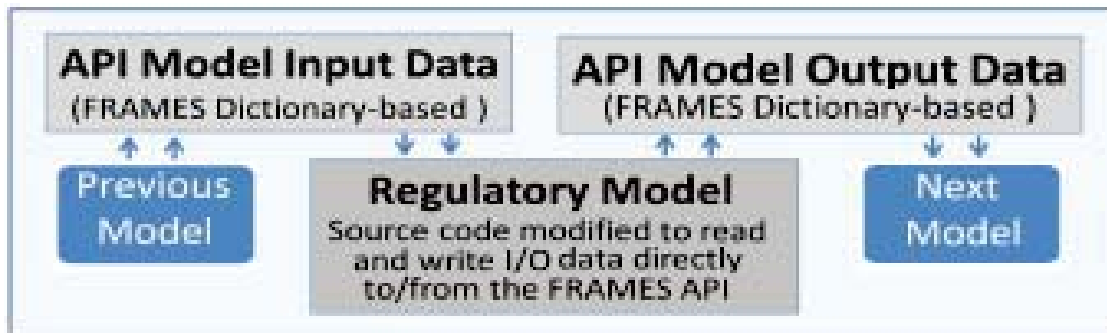 API Model Input Data
(FRAMES Dictionary-based )
API Model Output Data
(FRAMES Dictionary-based )
Previous
Model
Regulatory Model
Source code modified to read
and write I/O data directly
to/from the FRAMES API
Next
Model